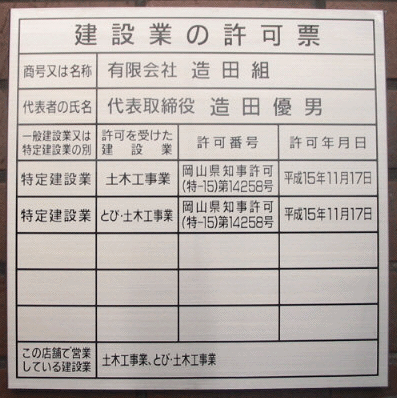 建設業の許可票
商号又は名称 有限会社 造田組
代表者の氏名 代表取締役 造田優男
一般建設業又は特定建設業の別 許可を受けた建設業 許可番号 許可年月日
特定建設業 土木工事業 岡山県知事許可(特-15)第14258号 平成15年11月17日
特定建設業 とび・土木工事業 岡山県知事許可(特-15)第14258号 平成15年11月17日
この店舗で営業している建設業 土木工事業、とび・土木工事業